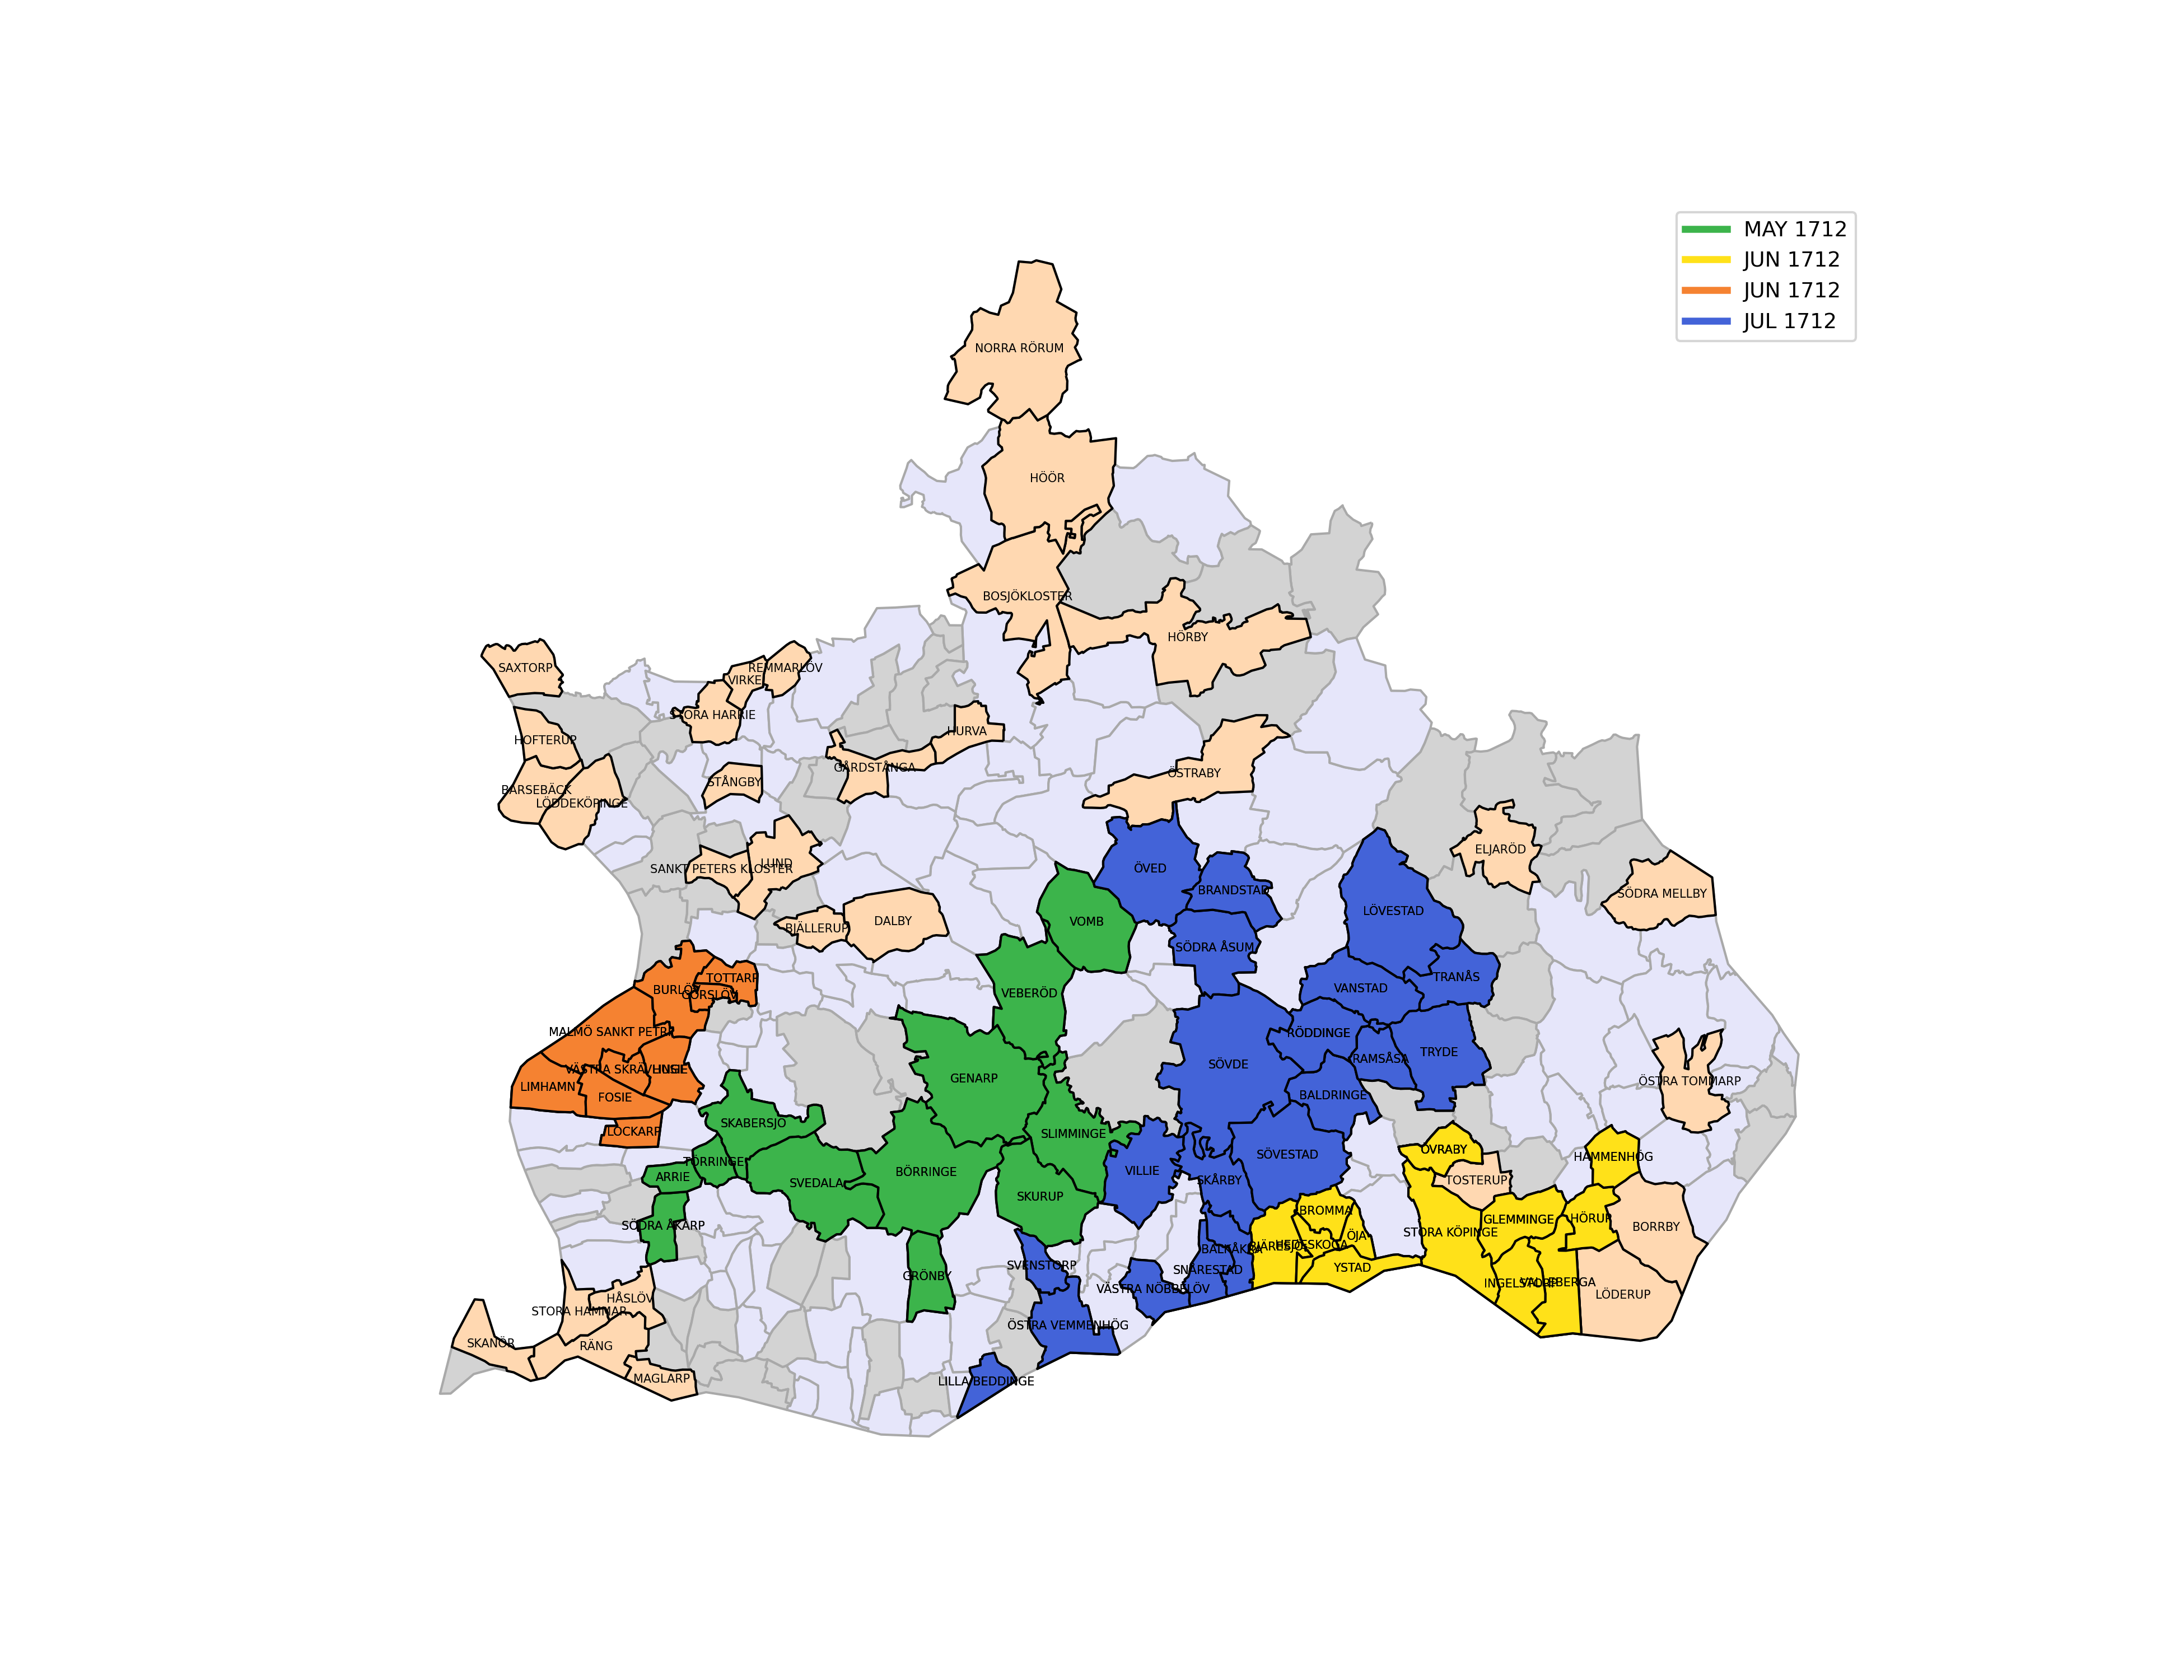 MAY 1712
JUN 1712
JUN 1712
JUL 1712
NORRA RÖRUM
HÖÖR
BOSJÖKLOSTER
HÖRBY
SAXTORP
REMMARLÖV
VIRKE
STORA HARRIE
HURVA
HOFTERUP
GÅRDSTÅNGA
ÖSTRABY
STÅNGBY
BARSEBÄCK
LÖDDEKÖPINGE
ELJARÖD
LUND
SANKT PETERS KLOSTER
ÖVED
BRANDSTAD
SÖDRA MELLBY
LÖVESTAD
DALBY
VOMB
BJÄLLERUP
SÖDRA ÅSUM
TOTTARP
TRANÅS
BURLÖV
VANSTAD
VEBERÖD
GÖRSLÖV
MALMÖ SANKT PETRI
RÖDDINGE
TRYDE
RAMSÅSA
VÄSTRA SKRÄVLINGE
HUSIE
SÖVDE
GENARP
ÖSTRA TOMMARP
LIMHAMN
FOSIE
BALDRINGE
SKABERSJÖ
LOCKARP
SLIMMINGE
ÖVRABY
SÖVESTAD
HAMMENHÖG
TÖRRINGE
BÖRRINGE
VILLIE
ARRIE
SKÅRBY
TOSTERUP
SVEDALA
SKURUP
BROMMA
HÖRUP
GLEMMINGE
SÖDRA ÅKARP
BORRBY
STORA KÖPINGE
ÖJA
HEDESKOGA
BJÄRESJÖ
BALKÅKRA
SVENSTORP
YSTAD
SNÅRESTAD
GRÖNBY
INGELSTORP
VALLEBERGA
VÄSTRA NÖBBELÖV
LÖDERUP
HÅSLÖV
STORA HAMMAR
ÖSTRA VEMMENHÖG
SKANÖR
RÄNG
MAGLARP
LILLA BEDDINGE